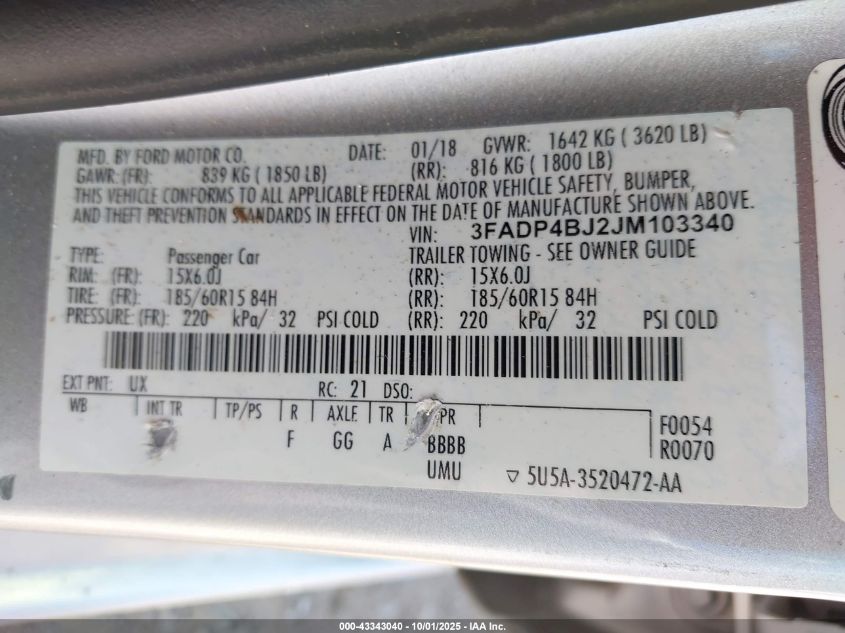 MFD. BY FORD MOTOR CO. DATE: 01/18 GVWR: 1642 KG ( 3620 LB)
GAWR: (FR): 839 KG ( 1850 LB) (RR): 816 KG ( 1800 LB)
THIS VEHICLE CONFORMS TO ALL APPLICABLE FEDERAL MOTOR VEHICLE SAFETY, BUMPER,
AND THEFT PREVENTION STANDARDS IN EFFECT ON THE DATE OF MANUFACTURE SHOWN ABOVE.
VIN: 3FADP4BJ2JM103340
TYPE: Passenger Car TRAILER TOWING - SEE OWNER GUIDE
RIM: (FR): 15X6.0J (RR): 15X6.0J
TIRE: (FR): 185/60R15 84H (RR): 185/60R15 84H
PRESSURE: (FR): 220 kPa/ 32 PSI COLD (RR): 220 kPa/ 32 PSI COLD
EXT PNT: UX RC: 21 DSO:
WB INT TR TP/PS R AXLE TR PR F0054
F GG A BBBB R0070
UMU ▽ 5U5A-3520472-AA
000-43343040 • 10/01/2025 - IAA Inc.